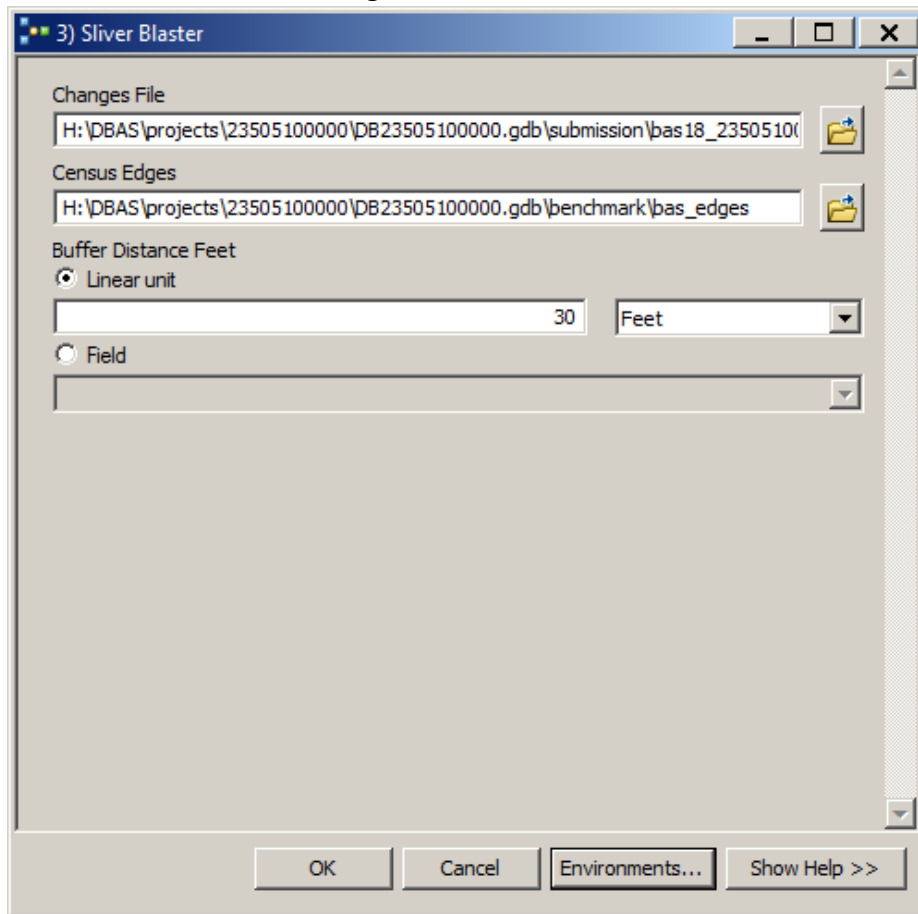 3) Sliver Blaster
Changes File
H:\DBAS\projects\23505100000\DB23505100000.gdb\submission\bas18_23505100
Census Edges
H:\DBAS\projects\23505100000\DB23505100000.gdb\benchmark\bas_edges
Buffer Distance Feet
Linear unit
30 Feet
Field
OK Cancel Environments... Show Help >>